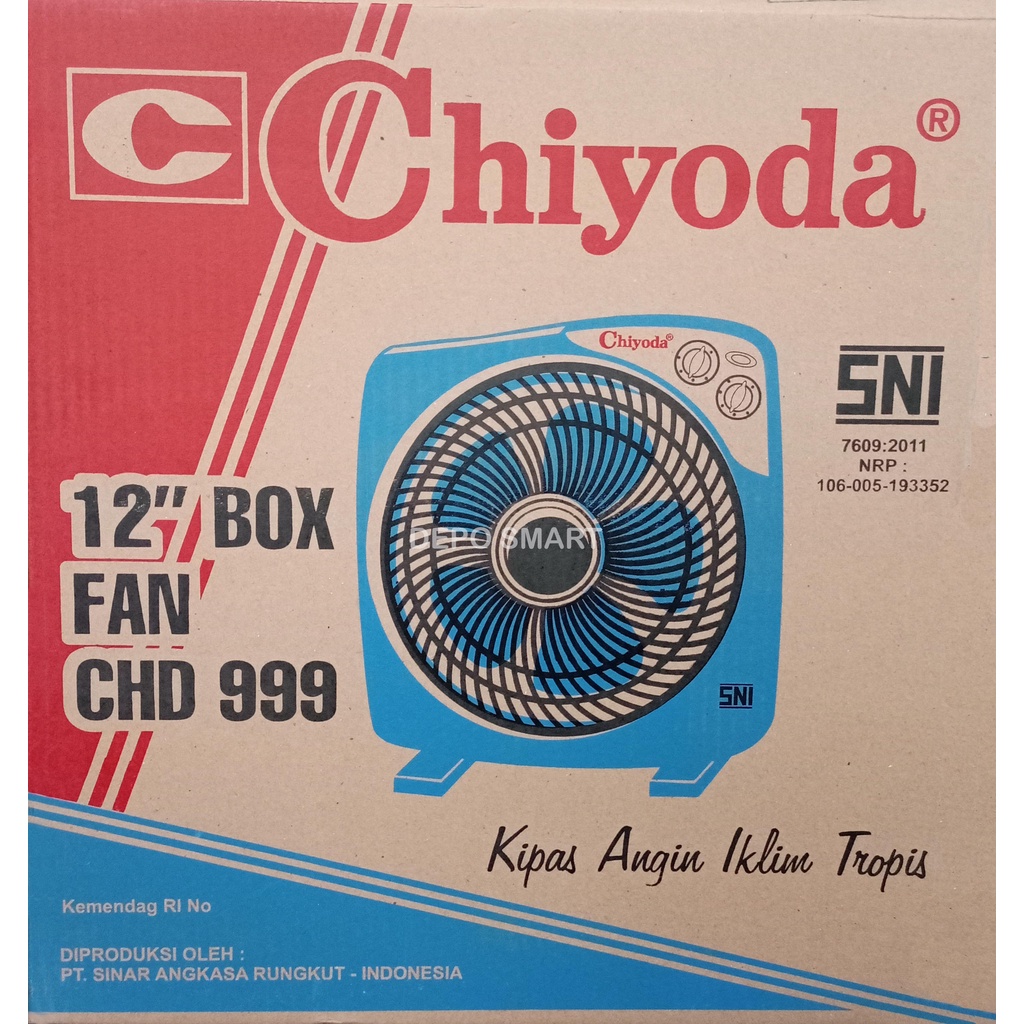 Chiyoda®
Chiyoda®
SNI
7609:2011
NRP :
106-005-193352
12" BOX
FAN
CHD 999
DEPO SMART
SNI
Kipas Angin Iklim Tropis
Kemendag RI No
DIPRODUKSI OLEH :
PT. SINAR ANGKASA RUNGKUT - INDONESIA